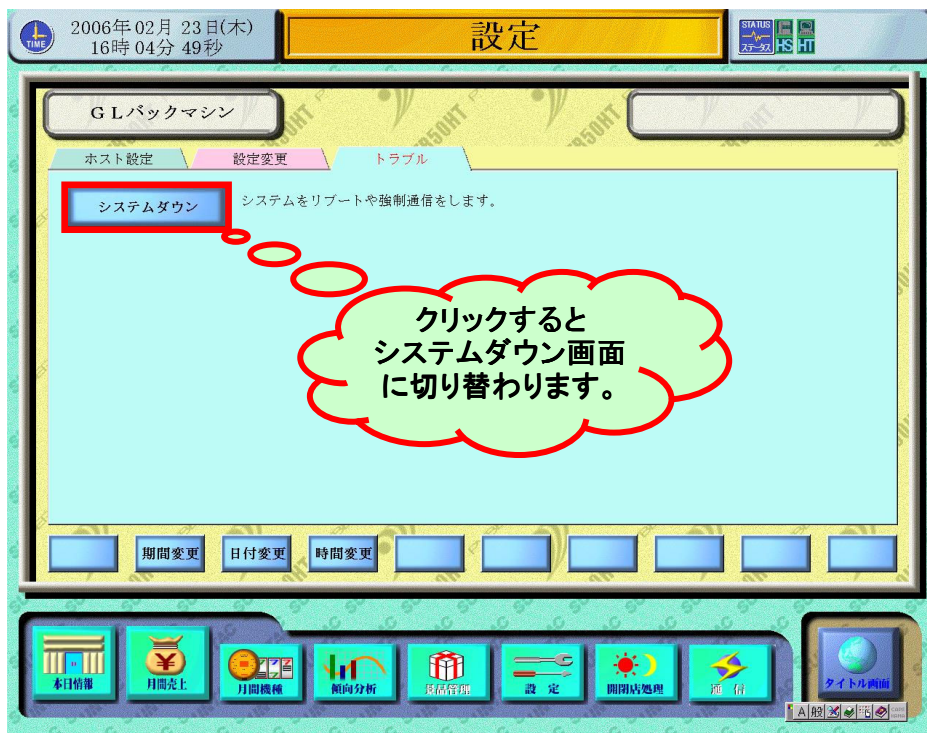 TIME
2006年02月23日(木)
16時04分49秒
設定
STATUS
ステータス
HS HT
GLバックマシン
ホスト設定 設定変更 トラブル
システムダウン
システムをリブートや強制通信をします。
クリックすると
システムダウン画面
に切り替わります。
期間変更 日付変更 時間変更
本日情報 月間売上 月間機種 傾向分析 景品管理 設定 開閉店処理 通信 タイトル画面
A 般